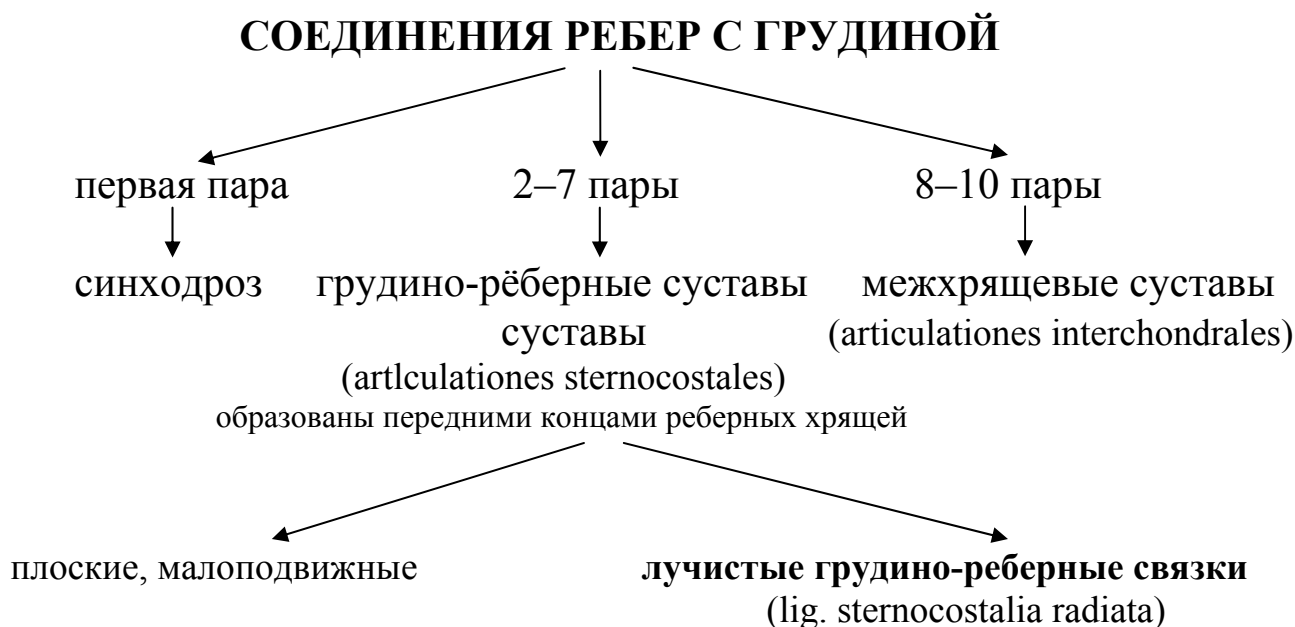 СОЕДИНЕНИЯ РЕБЕР С ГРУДИНОЙ
первая пара
2–7 пары
8–10 пары
синходроз
грудино-рёберные суставы
суставы
(artlculationes sternocostales)
образованы передними концами реберных хрящей
межхрящевые суставы
(articulationes interchondrales)
плоские, малоподвижные
лучистые грудино-реберные связки
(lig. sternocostalia radiata)